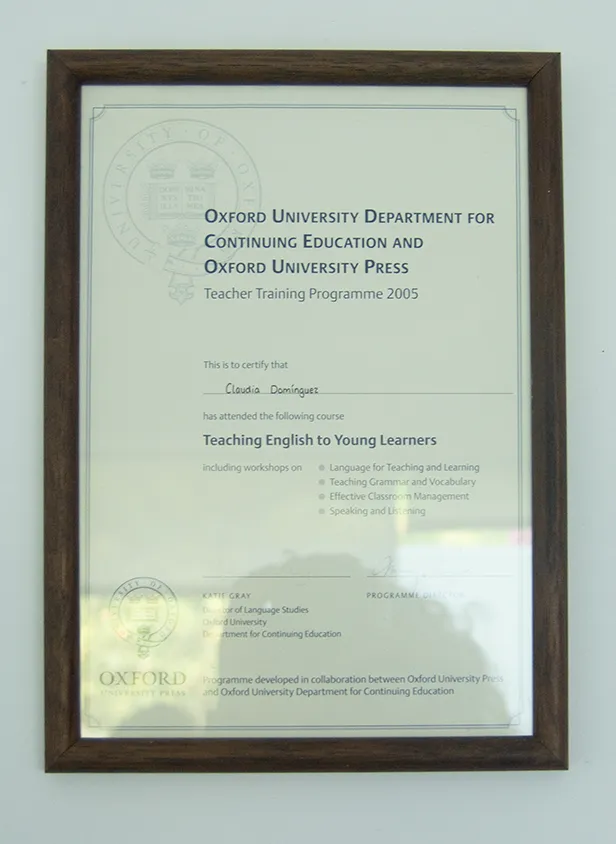 UNIVERSITY · OF · OXFORD
OXFORD UNIVERSITY DEPARTMENT FOR
CONTINUING EDUCATION AND
OXFORD UNIVERSITY PRESS
Teacher Training Programme 2005
This is to certify that
Claudia Domínguez
has attended the following course
Teaching English to Young Learners
including workshops on
Language for Teaching and Learning
Teaching Grammar and Vocabulary
Effective Classroom Management
Speaking and Listening
KATIE GRAY
Director of Language Studies
Oxford University
Department for Continuing Education
PROGRAMME DIRECTOR
OXFORD
UNIVERSITY PRESS
Programme developed in collaboration between Oxford University Press
and Oxford University Department for Continuing Education